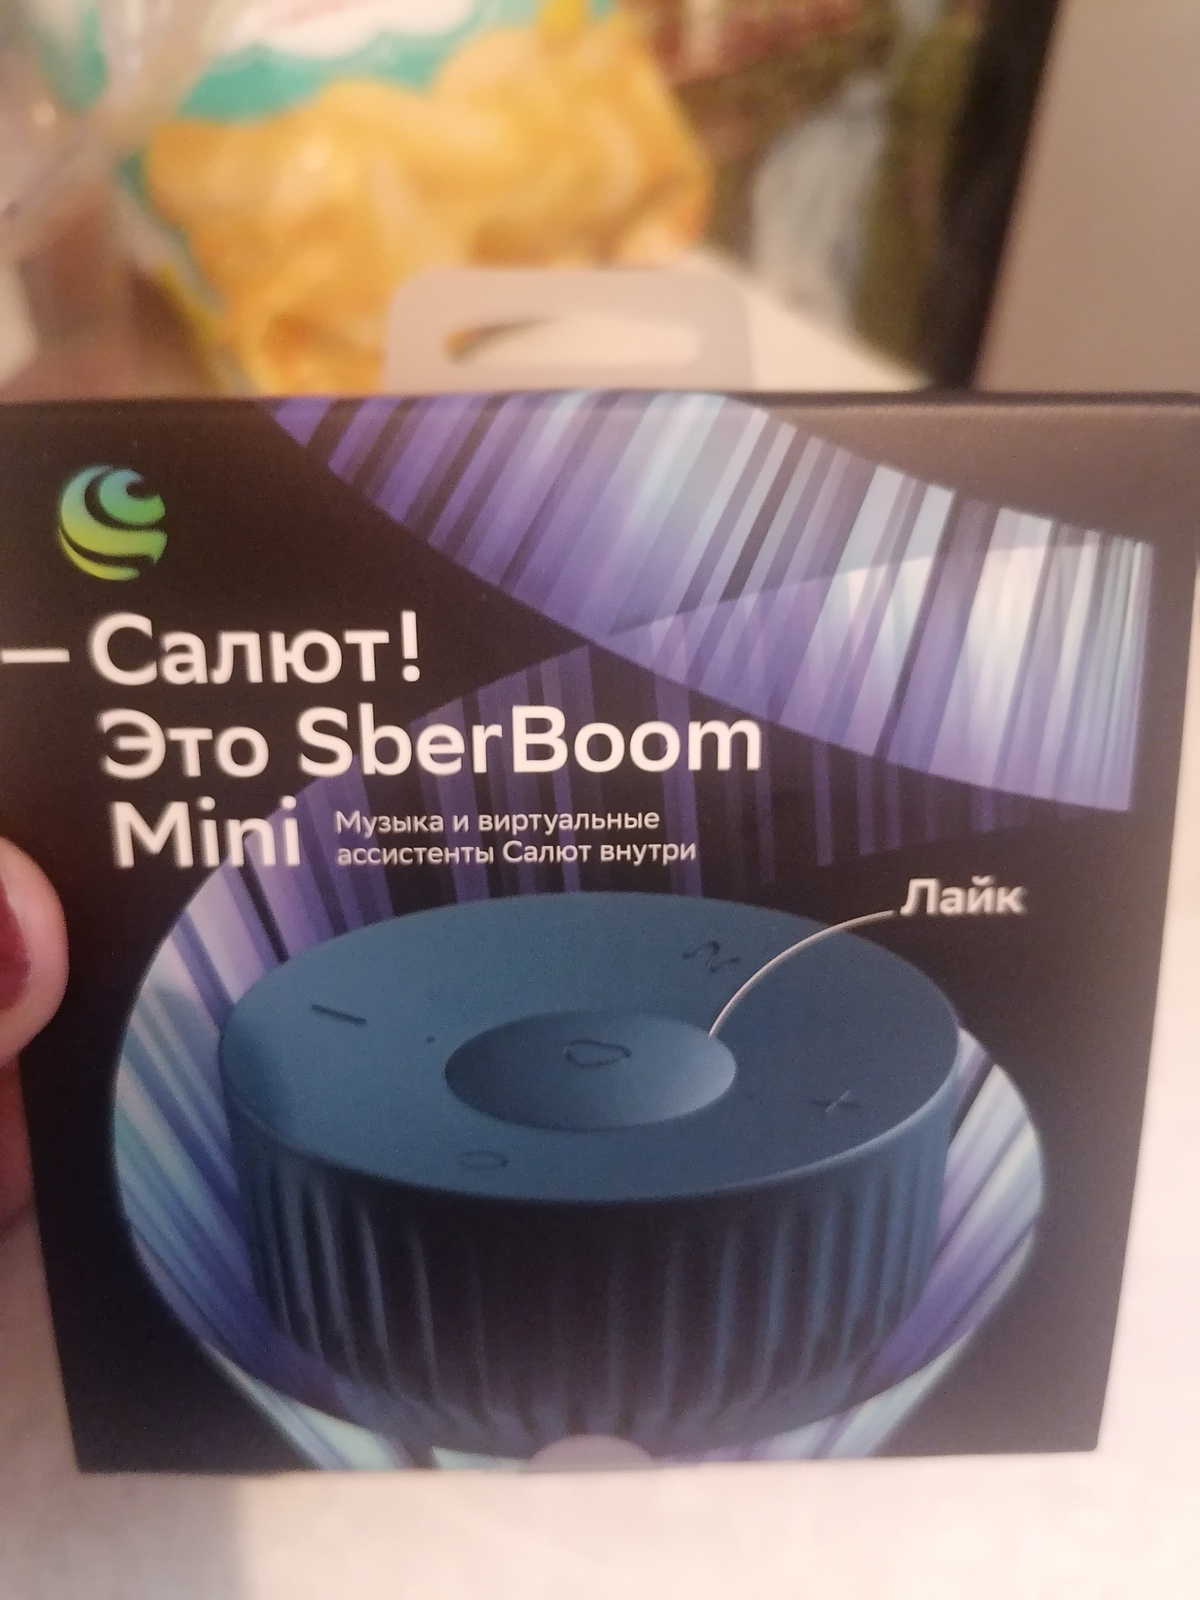 — Салют!
Это SberBoom
Mini
Музыка и виртуальные
ассистенты Салют внутри
Лайк